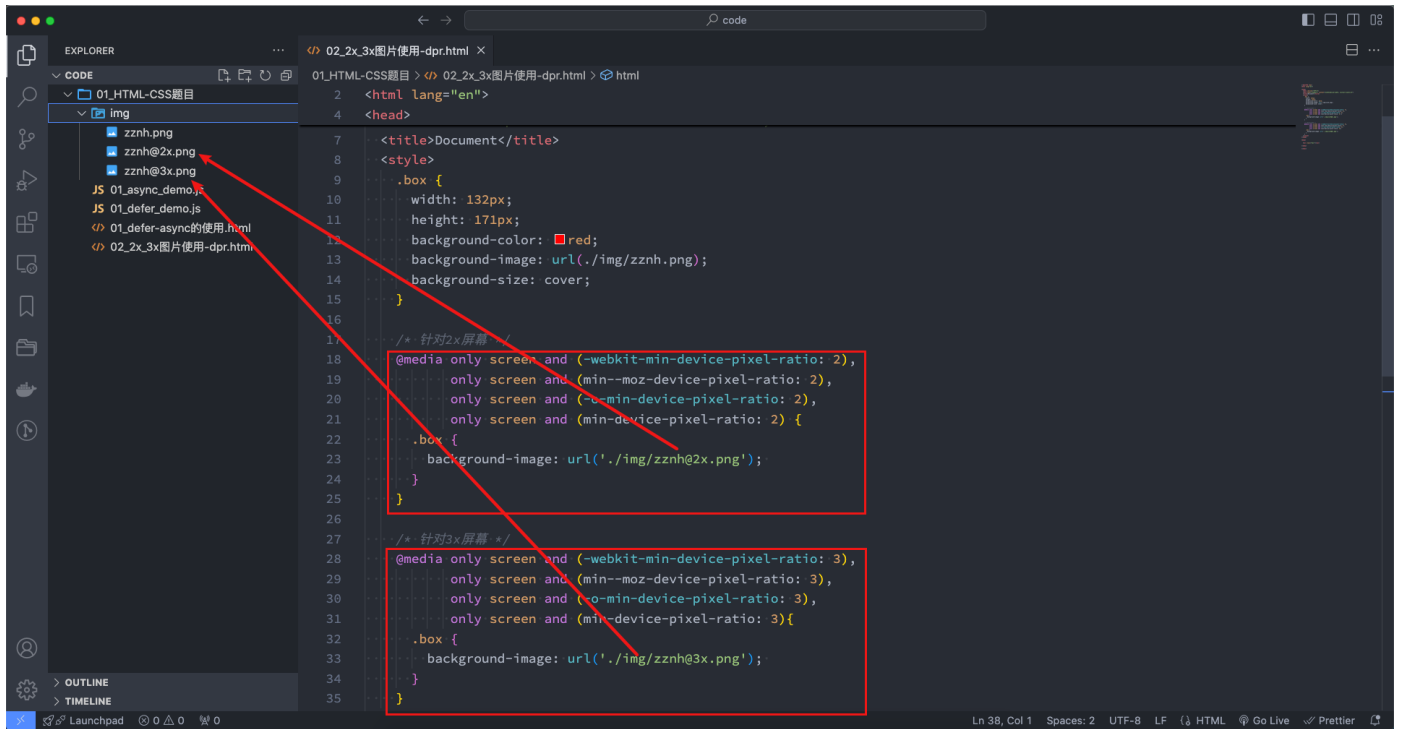 code
EXPLORER
CODE
01_HTML-CSS题目
img
zznh.png
zznh@2x.png
zznh@3x.png
JS 01_async_demo.js
JS 01_defer_demo.js
01_defer-async的使用.html
02_2x_3x图片使用-dpr.html
OUTLINE
TIMELINE
02_2x_3x图片使用-dpr.html
01_HTML-CSS题目 > 02_2x_3x图片使用-dpr.html > html
2 <html lang="en">
4 <head>
7 <title>Document</title>
8 <style>
9 .box {
10 width: 132px;
11 height: 171px;
12 background-color: red;
13 background-image: url(./img/zznh.png);
14 background-size: cover;
15 }
16
17 /* 针对2x屏幕 */
18 @media only screen and (-webkit-min-device-pixel-ratio: 2),
19 only screen and (min--moz-device-pixel-ratio: 2),
20 only screen and (-o-min-device-pixel-ratio: 2),
21 only screen and (min-device-pixel-ratio: 2) {
22 .box {
23 background-image: url('./img/zznh@2x.png');
24 }
25 }
26
27 /* 针对3x屏幕 */
28 @media only screen and (-webkit-min-device-pixel-ratio: 3),
29 only screen and (min--moz-device-pixel-ratio: 3),
30 only screen and (-o-min-device-pixel-ratio: 3),
31 only screen and (min-device-pixel-ratio: 3){
32 .box {
33 background-image: url('./img/zznh@3x.png');
34 }
35 }
Launchpad 0 0 0 Ln 38, Col 1 Spaces: 2 UTF-8 LF HTML Go Live Prettier